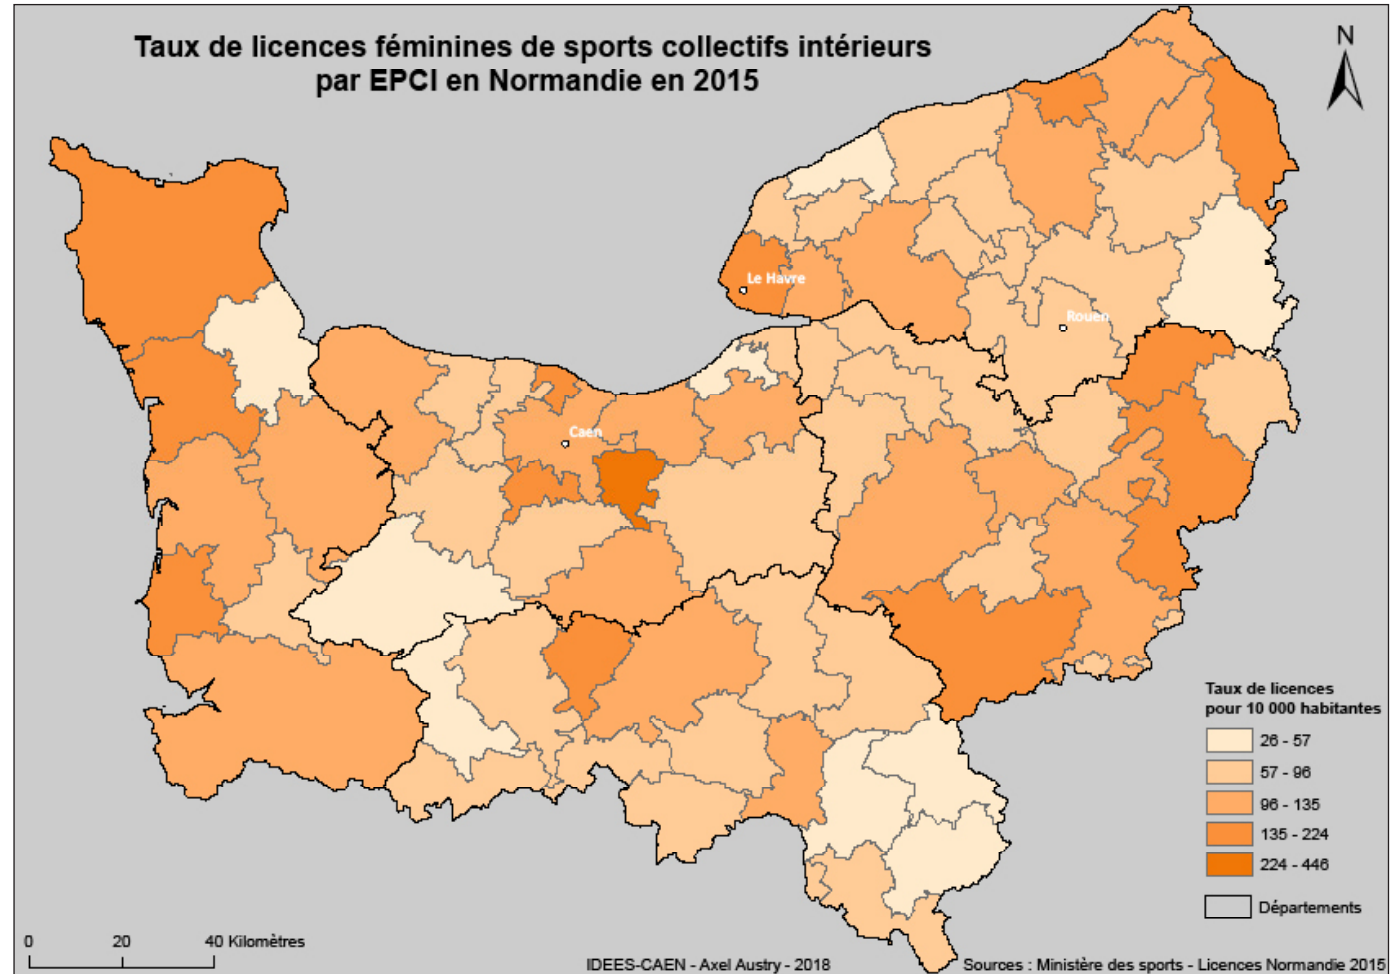 Taux de licences féminines de sports collectifs intérieurs
par EPCI en Normandie en 2015
N
Le Havre
Rouen
Caen
Taux de licences
pour 10 000 habitantes
26 - 57
57 - 96
96 - 135
135 - 224
224 - 446
Départements
0 20 40 Kilomètres
IDEES-CAEN - Axel Austry - 2018
Sources : Ministère des sports - Licences Normandie 2015